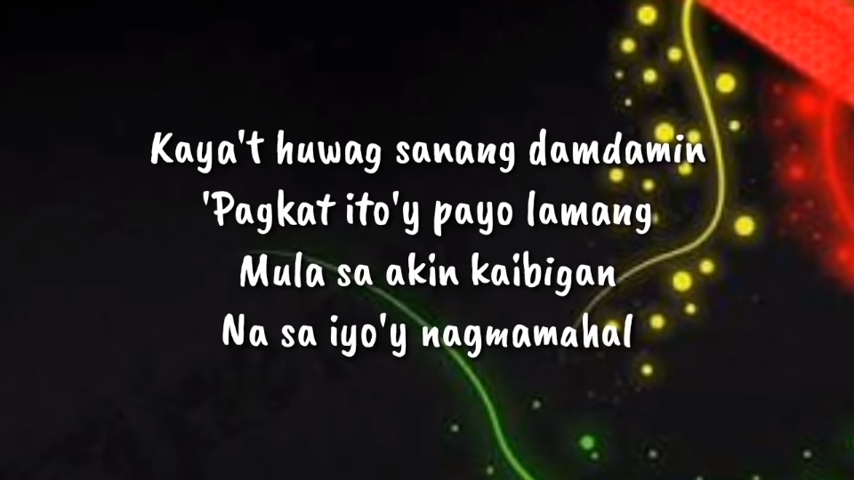 Kaya't huwag sanang damdamin
'Pagkat ito'y payo lamang
Mula sa akin kaibigan
Na sa iyo'y nagmamahal